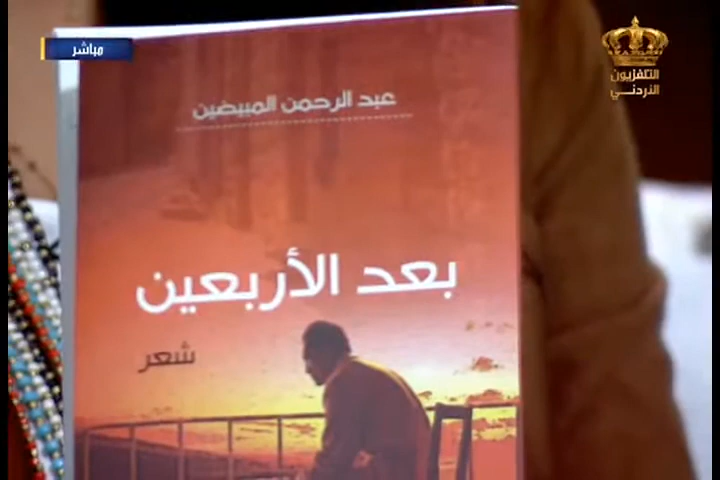 مباشر
التلفزيون
الأردني
عبد الرحمن المبيضين
بعد الأربعين
شعر